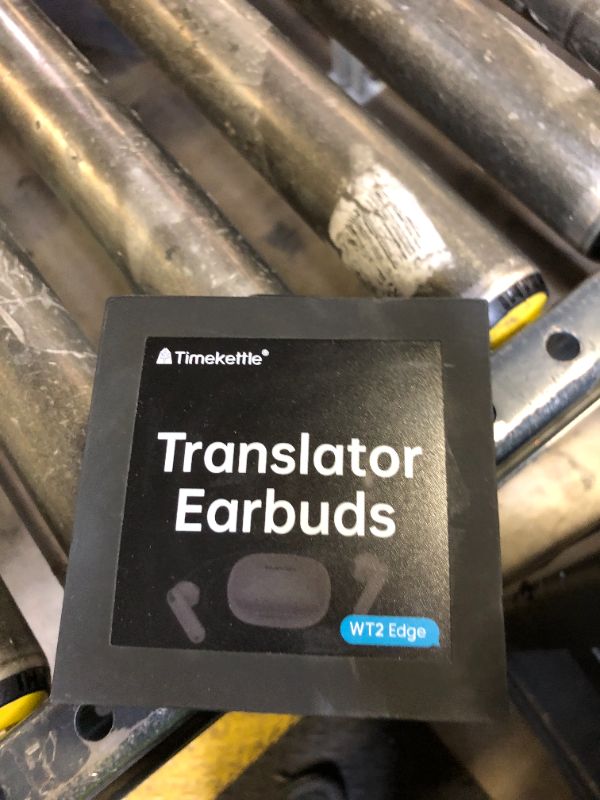 Timekettle®
Translator
Earbuds
WT2 Edge